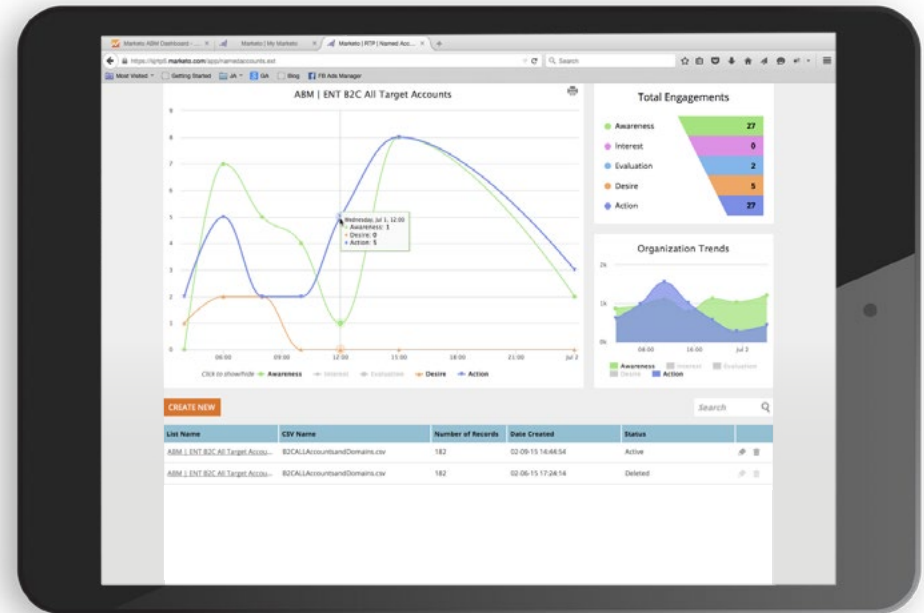 Marketo ABM Dashboard - ...
Marketo | My Marketo
Marketo | RTP | Named Acc...
marketo.com/app/namedaccounts.ext
Search
Most Visited
Getting Started
JA
GA
Blog
FB Ads Manager
ABM | ENT B2C All Target Accounts
9
8
7
6
5
4
3
2
1
0
Wednesday, Jul 1, 12:00
Awareness: 1
Desire: 0
Action: 5
06:00 09:00 12:00 15:00 18:00 21:00 Jul 2
Click to show/hide Awareness Interest Evaluation Desire Action
Total Engagements
Awareness 27
Interest 0
Evaluation 2
Desire 5
Action 27
Organization Trends
2k
1k
0k
08:00 16:00 Jul 2
Awareness Interest Evaluation
Desire Action
CREATE NEW
Search
List Name CSV Name Number of Records Date Created Status
ABM | ENT B2C All Target Accou... B2CALLAccountsandDomains.csv 182 02-09-15 14:44:54 Active
ABM | ENT B2C All Target Accou... B2CALLAccountsandDomains.csv 182 02-06-15 17:24:14 Deleted